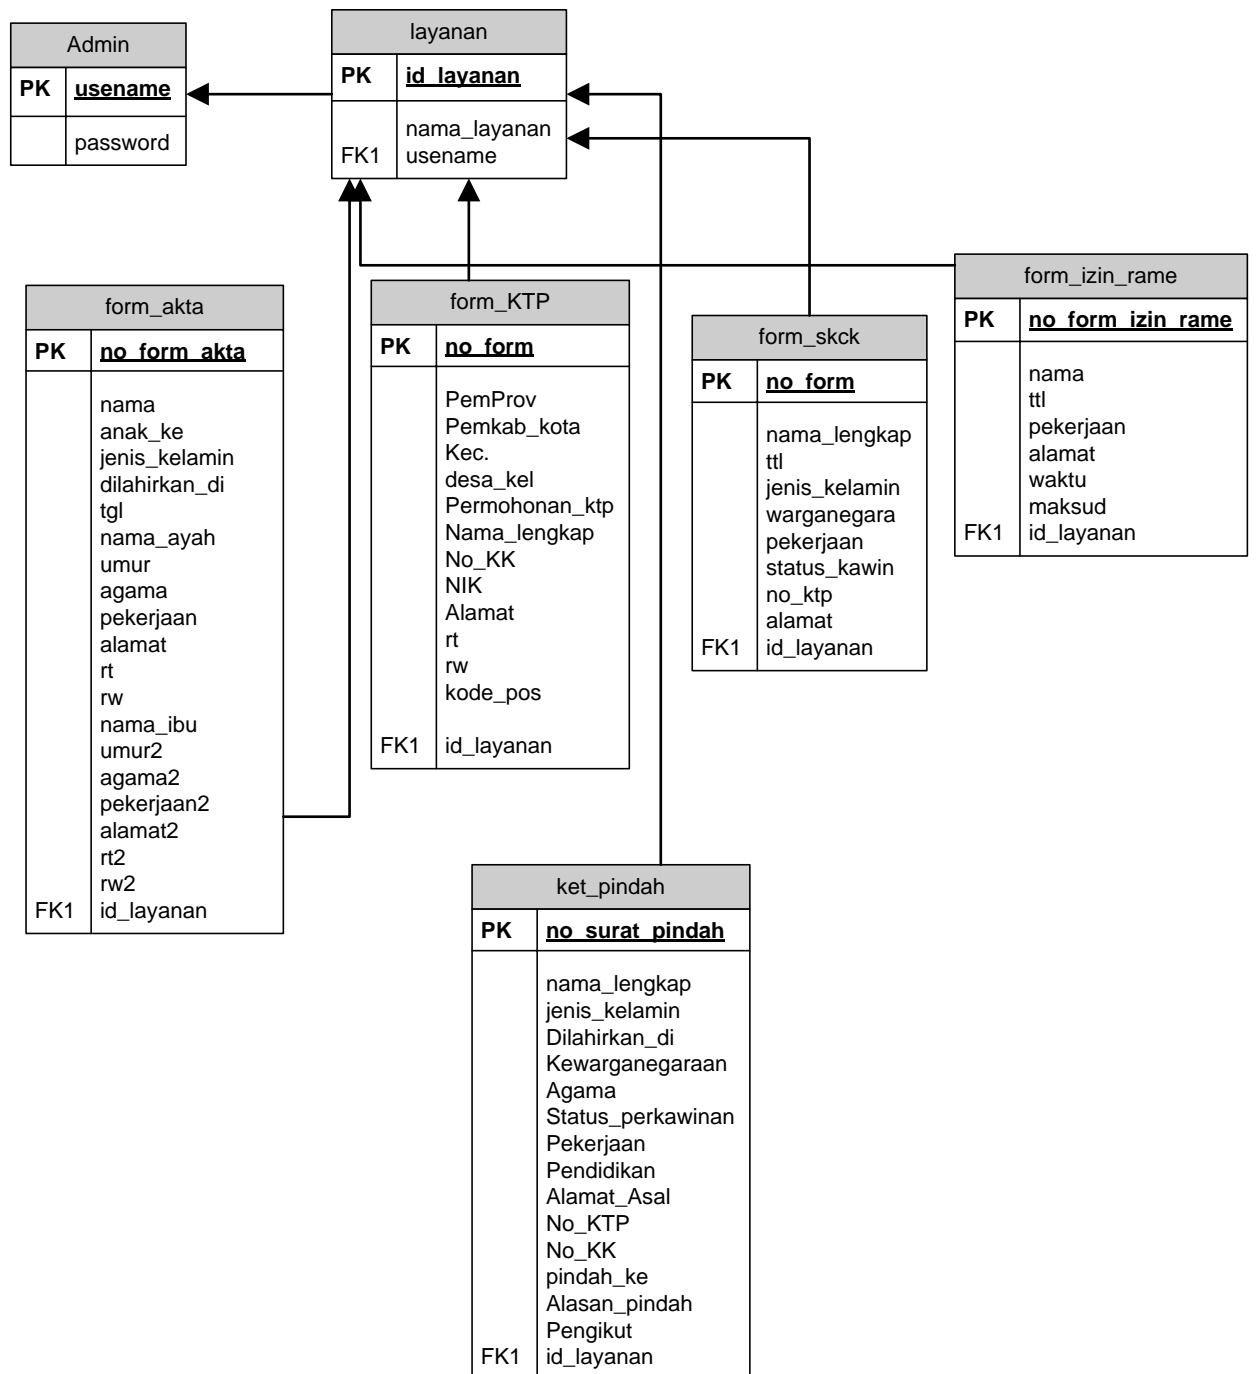 Admin
PK usename
password
layanan
PK id_layanan
nama_layanan
FK1 usename
form_akta
PK no_form_akta
nama
anak_ke
jenis_kelamin
dilahirkan_di
tgl
nama_ayah
umur
agama
pekerjaan
alamat
rt
rw
nama_ibu
umur2
agama2
pekerjaan2
alamat2
rt2
rw2
FK1 id_layanan
form_KTP
PK no_form
PemProv
Pemkab_kota
Kec.
desa_kel
Permohonan_ktp
Nama_lengkap
No_KK
NIK
Alamat
rt
rw
kode_pos
FK1 id_layanan
form_skck
PK no_form
nama_lengkap
ttl
jenis_kelamin
warganegara
pekerjaan
status_kawin
no_ktp
alamat
FK1 id_layanan
form_izin_rame
PK no_form_izin_rame
nama
ttl
pekerjaan
alamat
waktu
maksud
FK1 id_layanan
ket_pindah
PK no_surat_pindah
nama_lengkap
jenis_kelamin
Dilahirkan_di
Kewarganegaraan
Agama
Status_perkawinan
Pekerjaan
Pendidikan
Alamat_Asal
No_KTP
No_KK
pindah_ke
Alasan_pindah
Pengikut
FK1 id_layanan